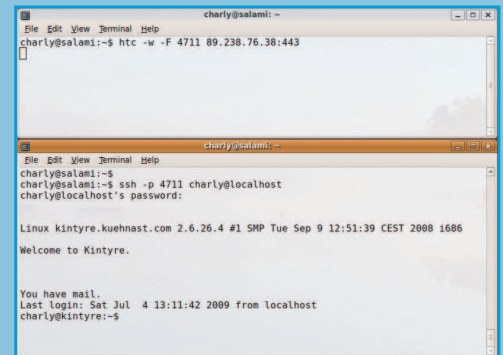 charly@salami: ~
File Edit View Terminal Help
charly@salami:~$ htc -w -F 4711 89.238.76.38:443
charly@salami: ~
File Edit View Terminal Help
charly@salami:~$
charly@salami:~$ ssh -p 4711 charly@localhost
charly@localhost's password:
Linux kintyre.kuehnast.com 2.6.26.4 #1 SMP Tue Sep 9 12:51:39 CEST 2008 i686
Welcome to Kintyre.
You have mail.
Last login: Sat Jul  4 13:11:42 2009 from localhost
charly@kintyre:~$